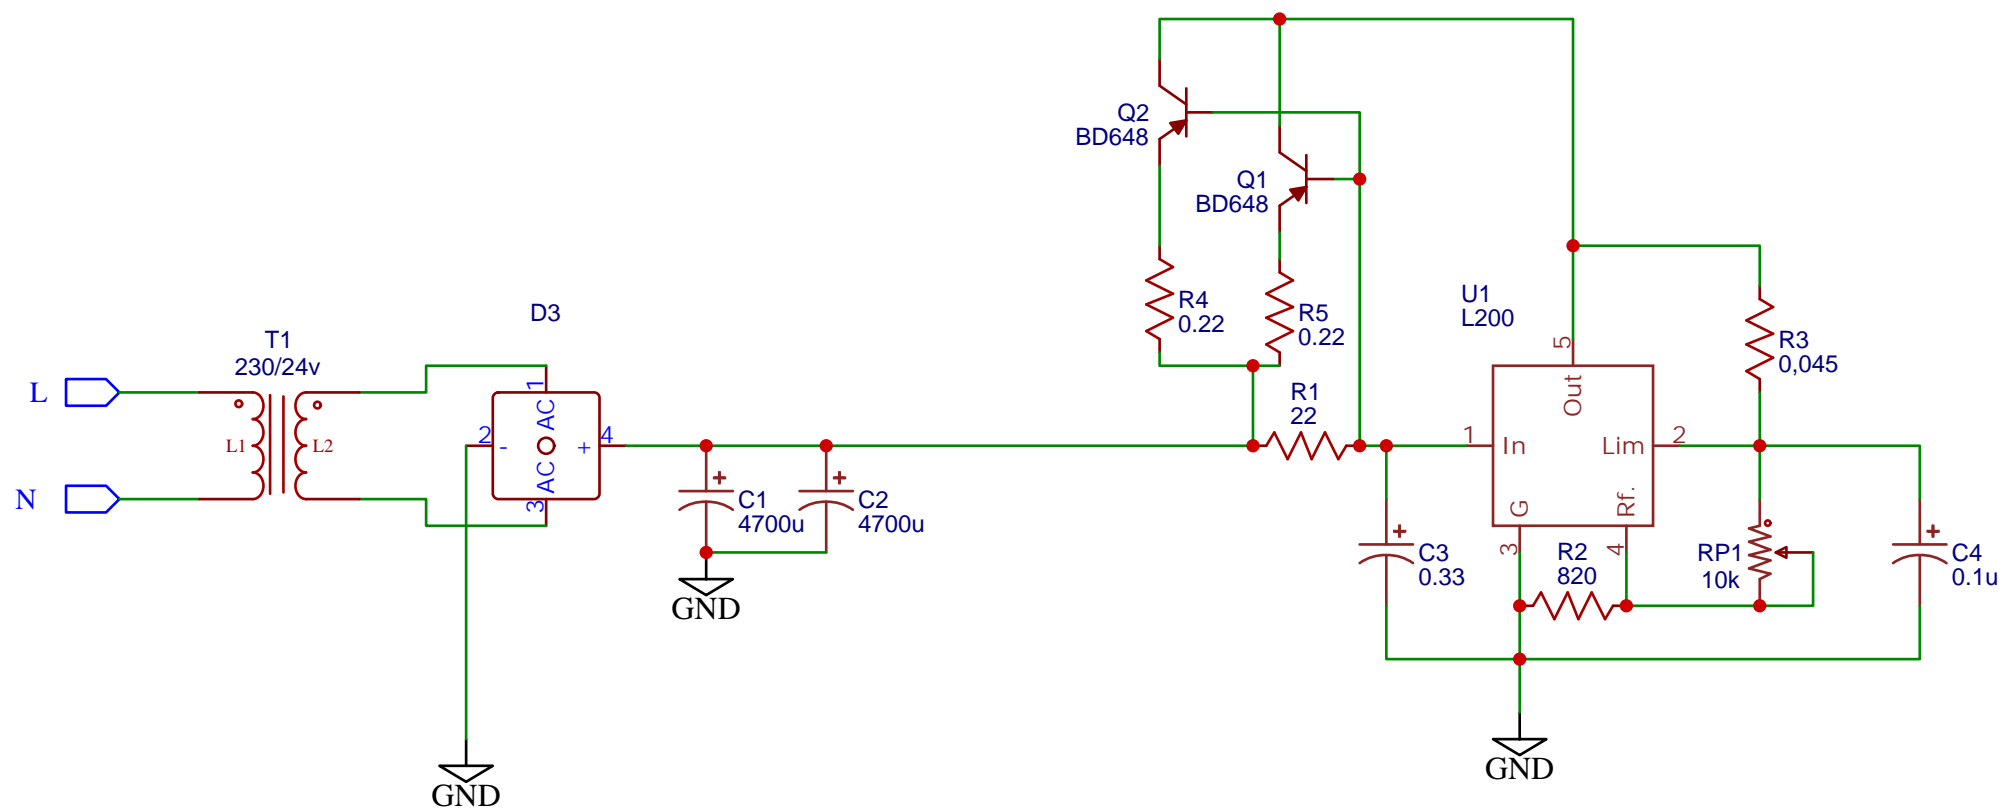 Q2
BD648
Q1
BD648
R4
0.22
R5
0.22
U1
L200
5
Out
R3
0,045
D3
T1
230/24v
L
L1
L2
N
1
AC
2
-
+
4
AC
3
R1
22
1
In
Lim
2
G
Rf.
3
4
C1
4700u
C2
4700u
C3
0.33
R2
820
RP1
10k
C4
0.1u
GND
GND
GND